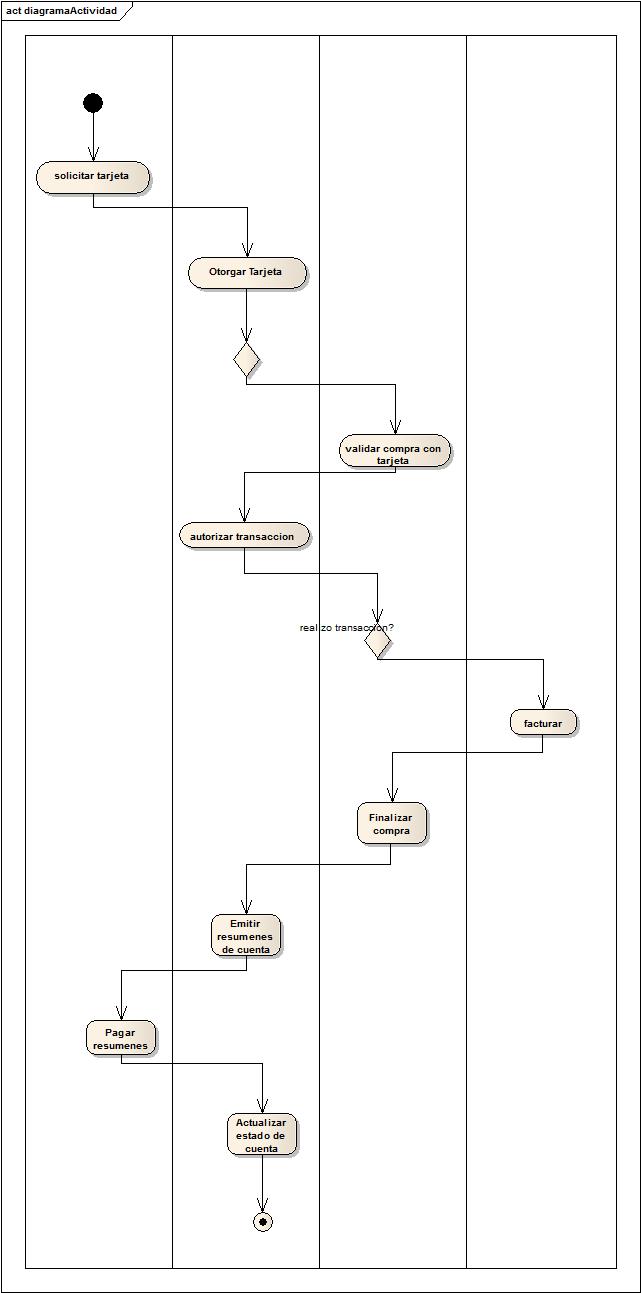 act diagramaActividad
solicitar tarjeta
Otorgar Tarjeta
validar compra con
tarjeta
autorizar transaccion
realizo transaccion?
facturar
Finalizar
compra
Emitir
resumenes
de cuenta
Pagar
resumenes
Actualizar
estado de
cuenta